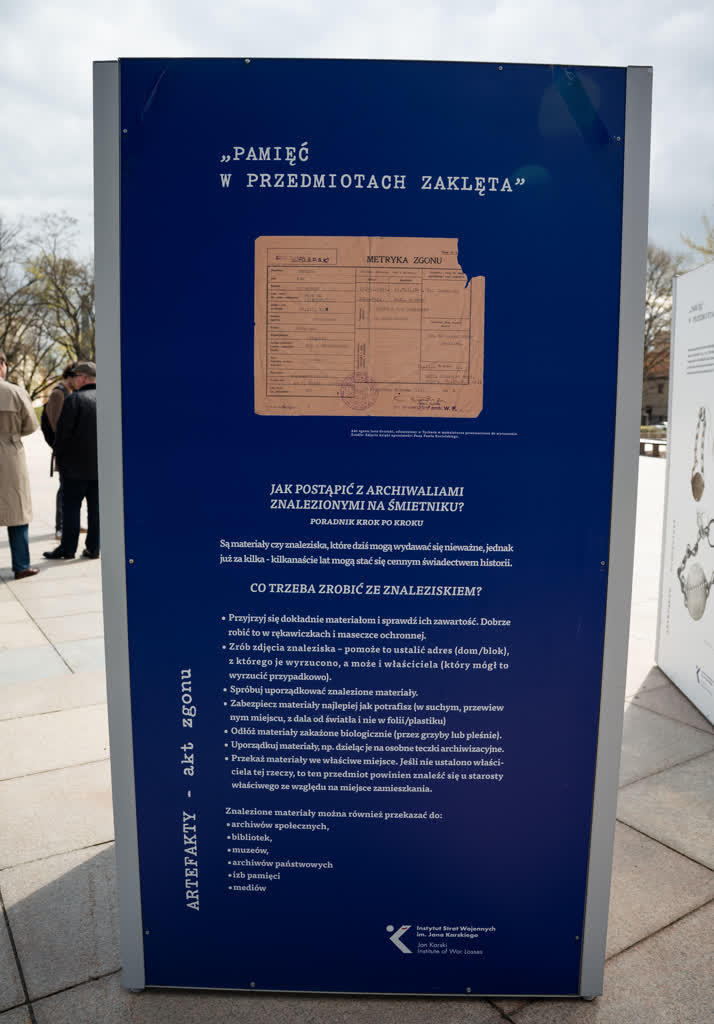 „PAMIĘĆ
W PRZEDMIOTACH ZAKLĘTA”
METRYKA ZGONU
JAK POSTĄPIĆ Z ARCHIWALIAMI
ZNALEZIONYMI NA ŚMIETNIKU?
PORADNIK KROK PO KROKU
Są materiały czy znaleziska, które dziś mogą wydawać się nieważne, jednak
już za kilka - kilkanaście lat mogą stać się cennym świadectwem historii.
CO TRZEBA ZROBIĆ ZE ZNALEZISKIEM?
• Przyjrzyj się dokładnie materiałom i sprawdź ich zawartość. Dobrze
robić to w rękawiczkach i maseczce ochronnej.
• Zrób zdjęcia znaleziska – pomoże to ustalić adres (dom/blok),
z którego je wyrzucono, a może i właściciela (który mógł to
wyrzucić przypadkowo).
• Spróbuj uporządkować znalezione materiały.
• Zabezpiecz materiały najlepiej jak potrafisz (w suchym, przewiew
nym miejscu, z dala od światła i nie w folii/plastiku)
• Odłóż materiały zakażone biologicznie (przez grzyby lub pleśnie).
• Uporządkuj materiały, np. dzieląc je na osobne teczki archiwizacyjne.
• Przekaż materiały we właściwe miejsce. Jeśli nie ustalono właści-
ciela tej rzeczy, to ten przedmiot powinien znaleźć się u starosty
właściwego ze względu na miejsce zamieszkania.
Znalezione materiały można również przekazać do:
• archiwów społecznych,
• bibliotek,
• muzeów,
• archiwów państwowych
• izb pamięci
• mediów
ARTEFAKTY - akt zgonu
Instytut Strat Wojennych
im. Jana Karskiego
Jan Karski
Institute of War Losses
„PAMIĘĆ
W PRZEDMIOTACH